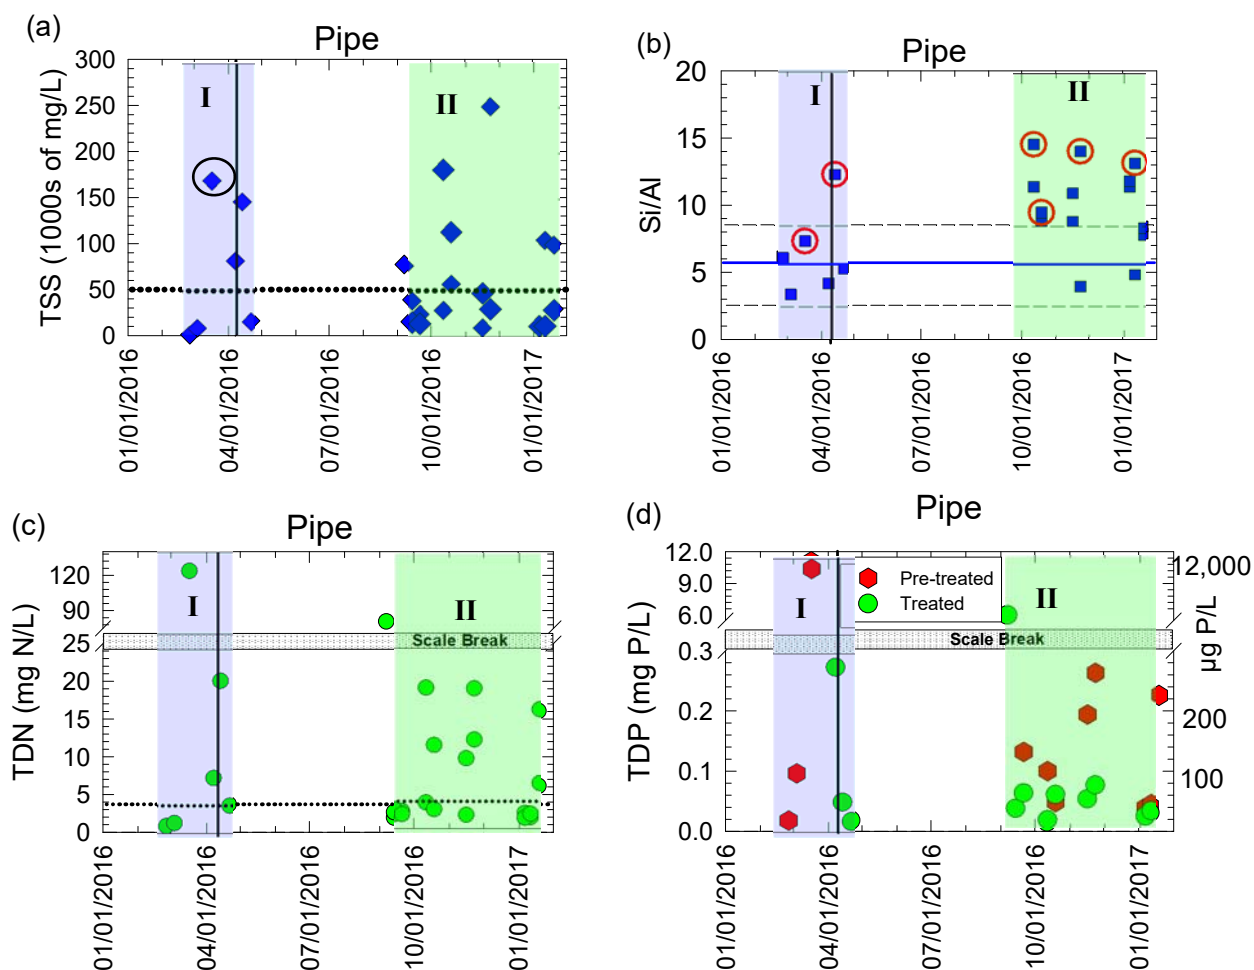 (a)
Pipe
TSS (1000s of mg/L)
300
250
200
150
100
50
0
I
II
01/01/2016
04/01/2016
07/01/2016
10/01/2016
01/01/2017
(b)
Pipe
Si/Al
20
15
10
5
0
I
II
01/01/2016
04/01/2016
07/01/2016
10/01/2016
01/01/2017
(c)
Pipe
TDN (mg N/L)
120
90
25
20
15
10
5
0
I
II
Scale Break
01/01/2016
04/01/2016
07/01/2016
10/01/2016
01/01/2017
(d)
Pipe
TDP (mg P/L)
12.0
9.0
6.0
0.3
0.2
0.1
0.0
I
II
Pre-treated
Treated
Scale Break
12,000
200
100
µg P/L
01/01/2016
04/01/2016
07/01/2016
10/01/2016
01/01/2017